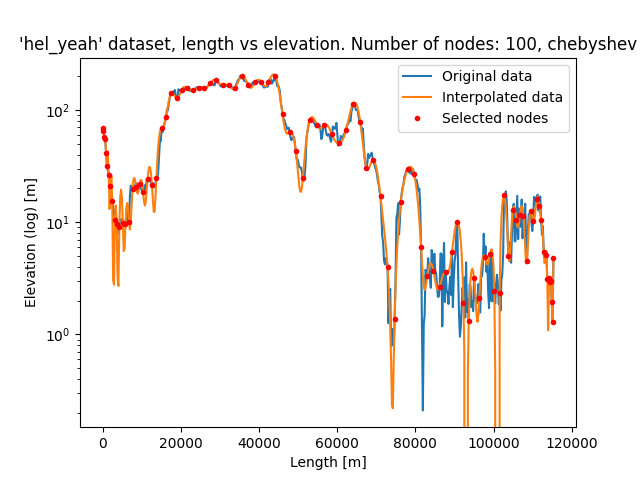 'hel_yeah' dataset, length vs elevation. Number of nodes: 100, chebyshev
Original data
Interpolated data
Selected nodes
Elevation (log) [m]
10²
10¹
10⁰
0 20000 40000 60000 80000 100000 120000
Length [m]